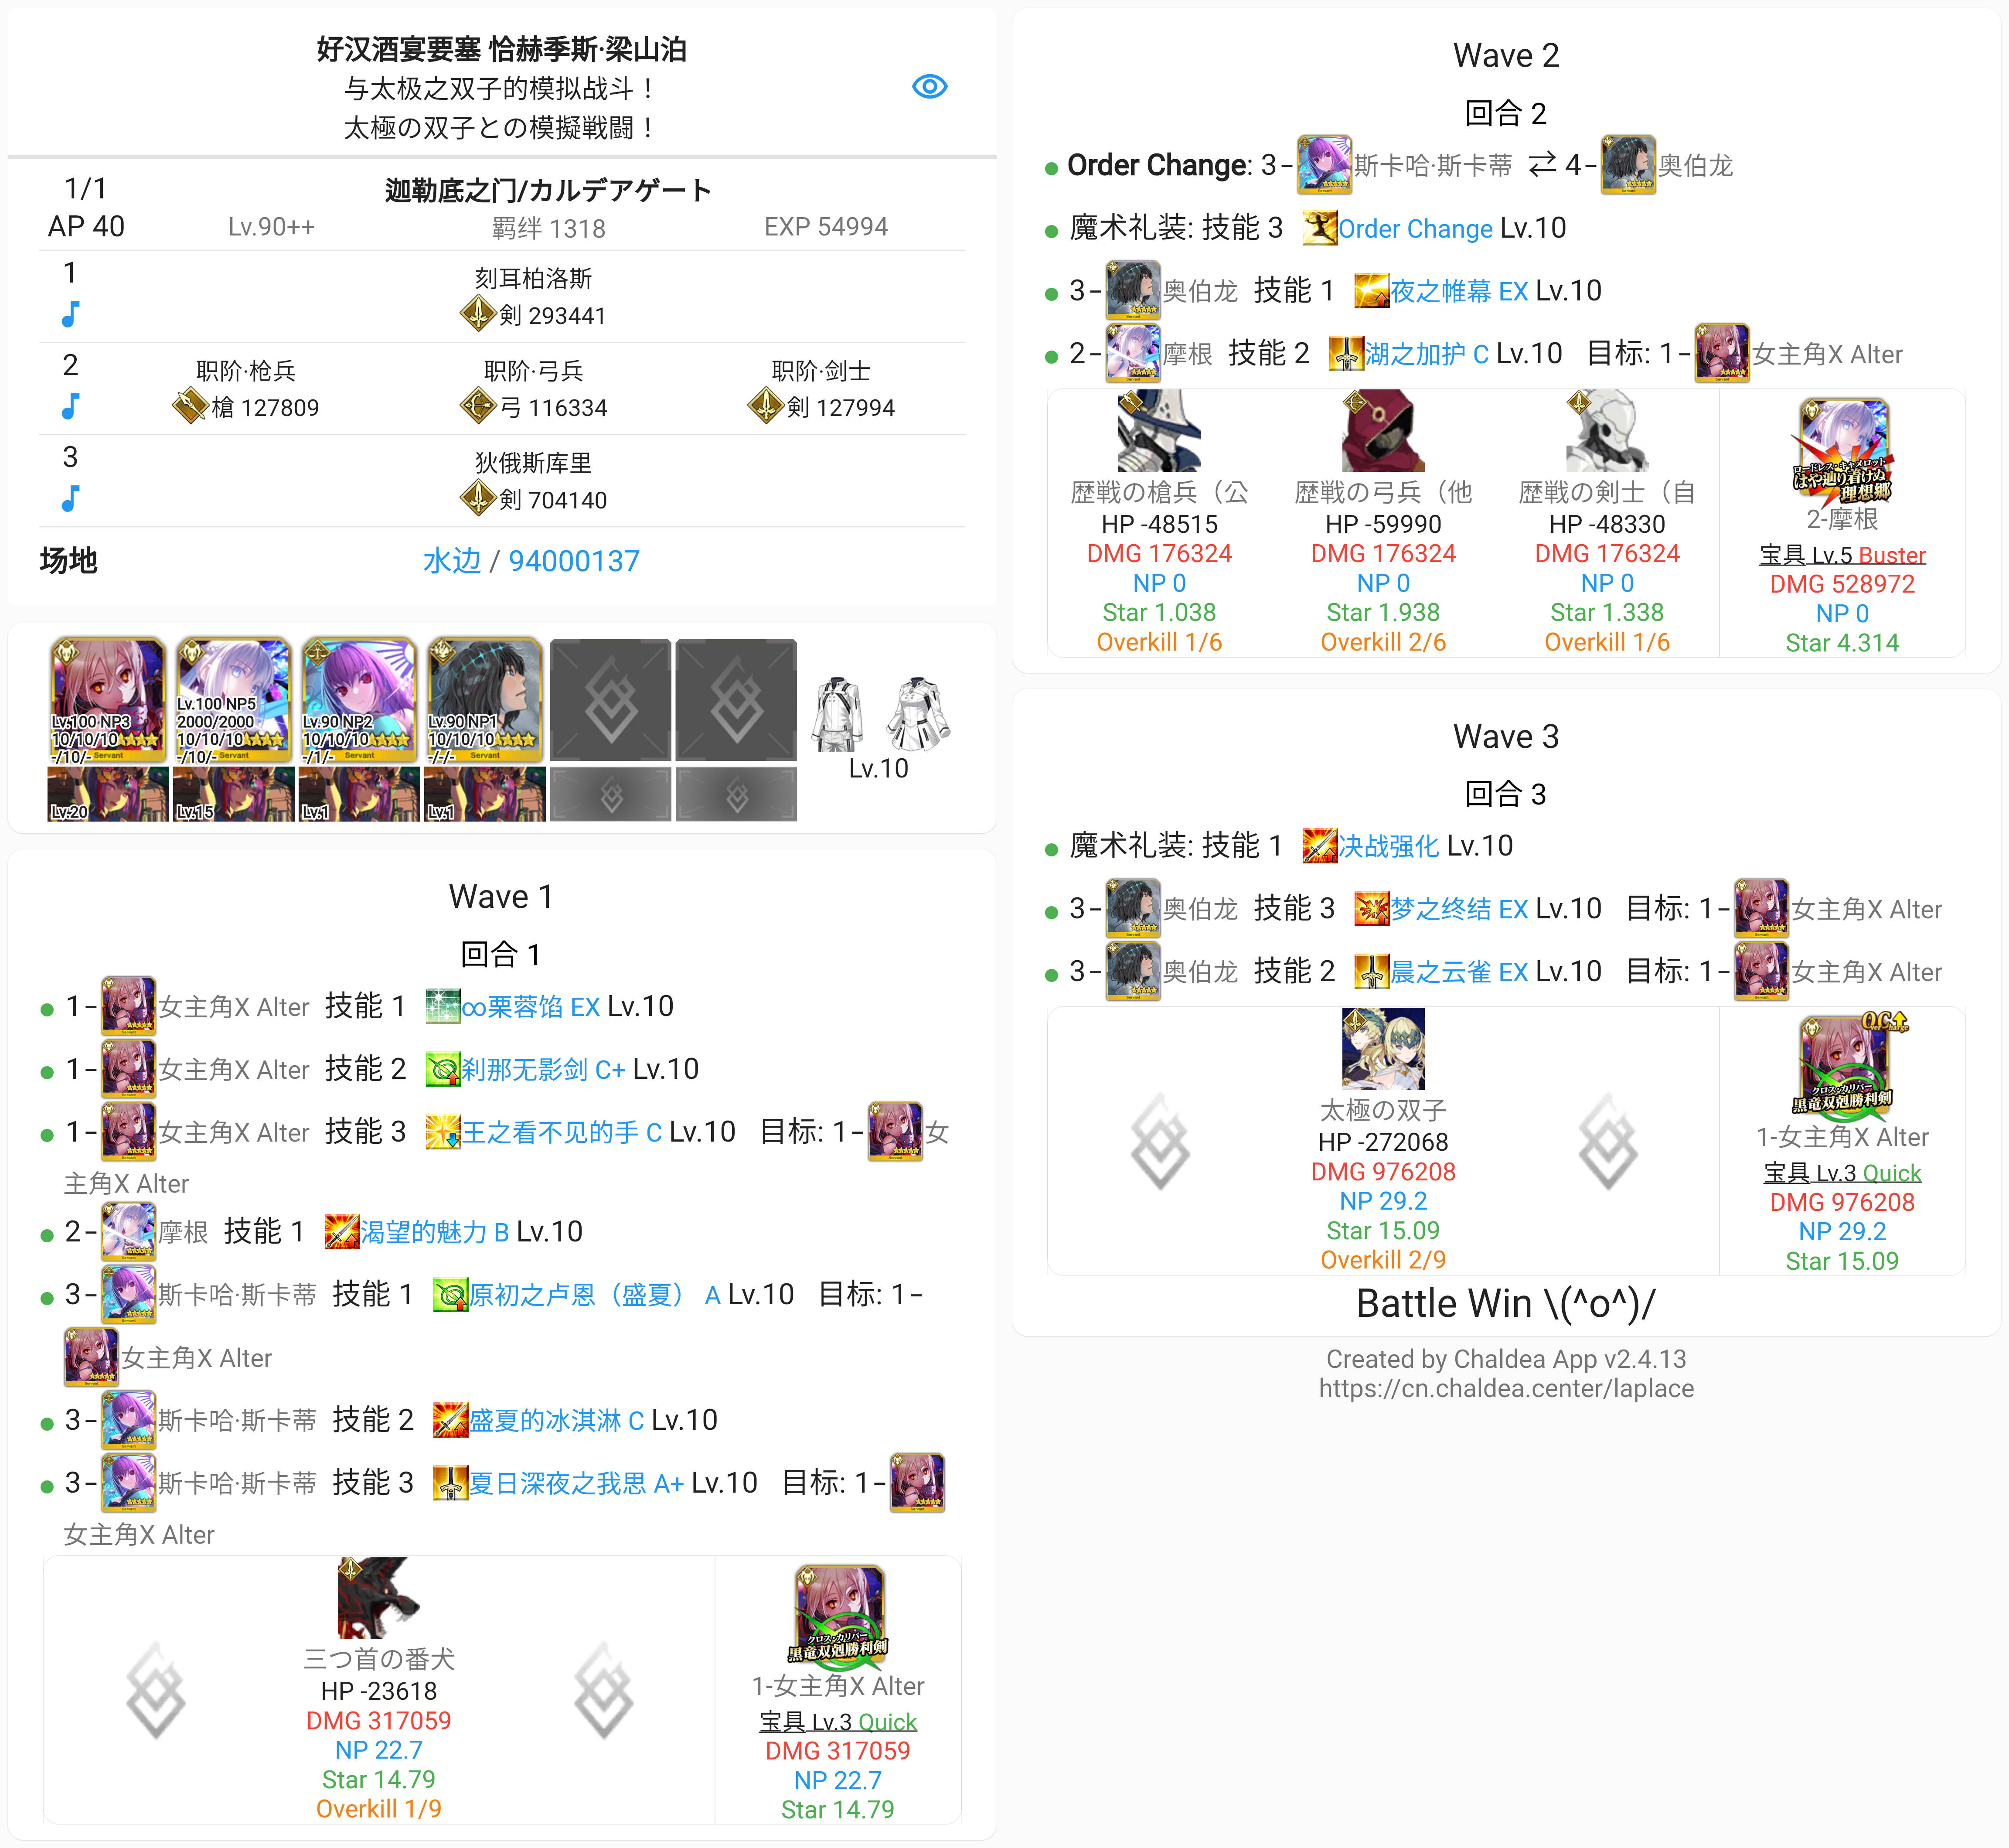 好汉酒宴要塞 恰赫季斯·梁山泊
与太极之双子的模拟战斗！
太極の双子との模擬戦闘！
1/1 迦勒底之门/カルデアゲート
AP 40 Lv.90++ 羁绊 1318 EXP 54994
1 刻耳柏洛斯
剣 293441
2 职阶·枪兵 职阶·弓兵 职阶·剑士
槍 127809 弓 116334 剣 127994
3 狄俄斯库里
剣 704140
场地 水边 / 94000137
Lv.100 NP3 Lv.100 NP5 Lv.90 NP2 Lv.90 NP1
2000/2000
10/10/10 10/10/10 10/10/10 10/10/10
-/10/- -/10/- -/1/- -/-/-
Servant Servant Servant Servant
Lv.20 Lv.15 Lv.1 Lv.1
Lv.10
Wave 1
回合 1
1-女主角X Alter 技能 1 ∞栗蓉馅 EX Lv.10
1-女主角X Alter 技能 2 刹那无影剑 C+ Lv.10
1-女主角X Alter 技能 3 王之看不见的手 C Lv.10 目标: 1-女
主角X Alter
2-摩根 技能 1 渴望的魅力 B Lv.10
3-斯卡哈·斯卡蒂 技能 1 原初之卢恩（盛夏） A Lv.10 目标: 1-
女主角X Alter
3-斯卡哈·斯卡蒂 技能 2 盛夏的冰淇淋 C Lv.10
3-斯卡哈·斯卡蒂 技能 3 夏日深夜之我思 A+ Lv.10 目标: 1-
女主角X Alter
三つ首の番犬
HP -23618
DMG 317059
NP 22.7
Star 14.79
Overkill 1/9
クロス・カリバー
黒竜双剋勝利剣
1-女主角X Alter
宝具 Lv.3 Quick
DMG 317059
NP 22.7
Star 14.79
Wave 2
回合 2
Order Change: 3-斯卡哈·斯卡蒂 ⇄ 4-奥伯龙
魔术礼装: 技能 3 Order Change Lv.10
3-奥伯龙 技能 1 夜之帷幕 EX Lv.10
2-摩根 技能 2 湖之加护 C Lv.10 目标: 1-女主角X Alter
歴戦の槍兵（公 歴戦の弓兵（他 歴戦の剣士（自
HP -48515 HP -59990 HP -48330
DMG 176324 DMG 176324 DMG 176324
NP 0 NP 0 NP 0
Star 1.038 Star 1.938 Star 1.338
Overkill 1/6 Overkill 2/6 Overkill 1/6
ロードレス・キャメロット
はや辿り着けぬ
理想郷
2-摩根
宝具 Lv.5 Buster
DMG 528972
NP 0
Star 4.314
Wave 3
回合 3
魔术礼装: 技能 1 决战强化 Lv.10
3-奥伯龙 技能 3 梦之终结 EX Lv.10 目标: 1-女主角X Alter
3-奥伯龙 技能 2 晨之云雀 EX Lv.10 目标: 1-女主角X Alter
太極の双子
HP -272068
DMG 976208
NP 29.2
Star 15.09
Overkill 2/9
クロス・カリバー
黒竜双剋勝利剣
1-女主角X Alter
宝具 Lv.3 Quick
DMG 976208
NP 29.2
Star 15.09
Battle Win \(^o^)/
Created by Chaldea App v2.4.13
https://cn.chaldea.center/laplace